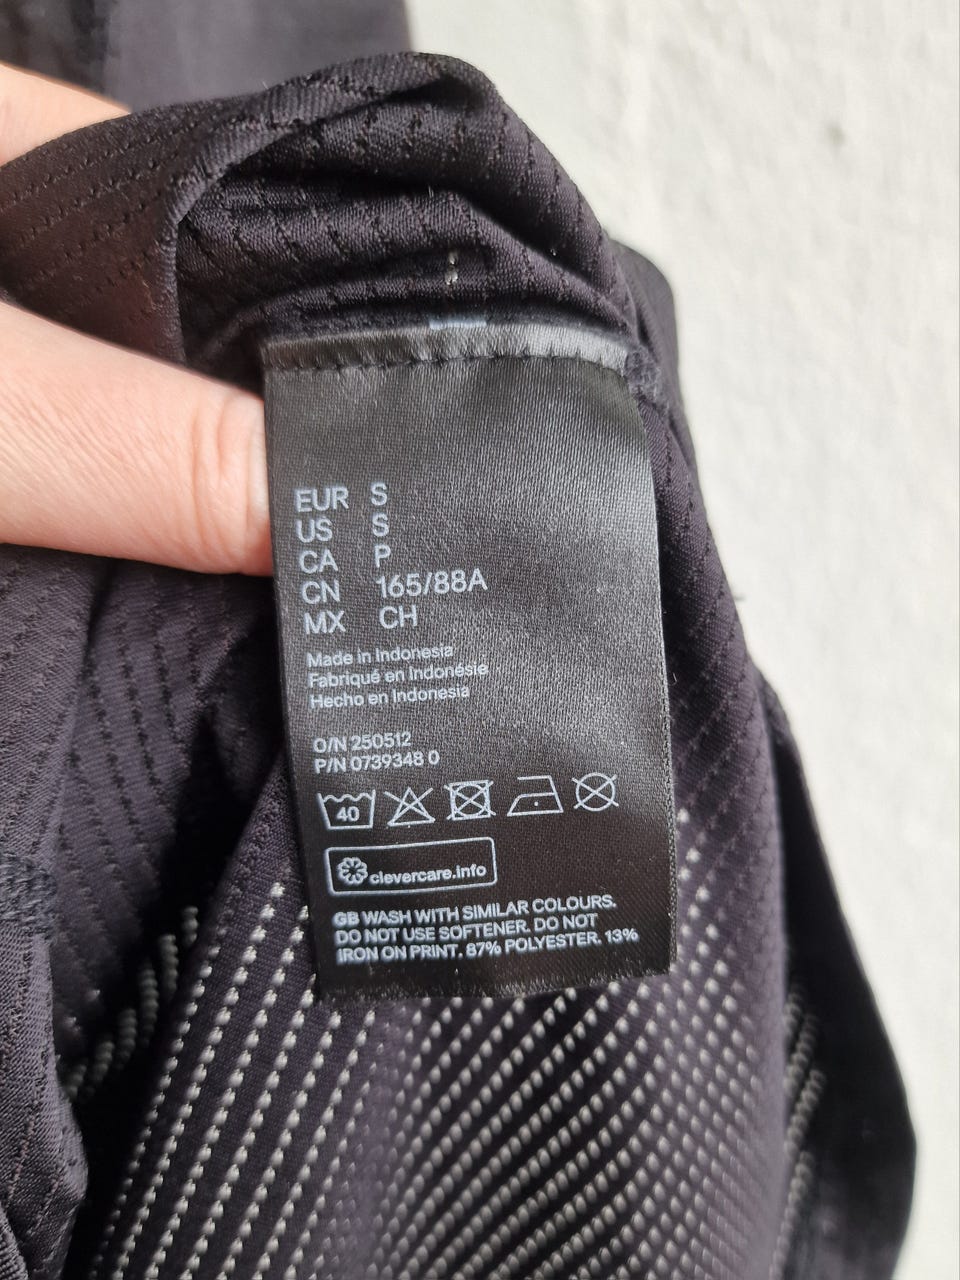 EUR S
US S
CA P
CN 165/88A
MX CH
Made in Indonesia
Fabriqué en Indonésie
Hecho en Indonesia
O/N 250512
P/N 0739348 0
40
clevercare.info
GB WASH WITH SIMILAR COLOURS.
DO NOT USE SOFTENER. DO NOT
IRON ON PRINT. 87% POLYESTER. 13%